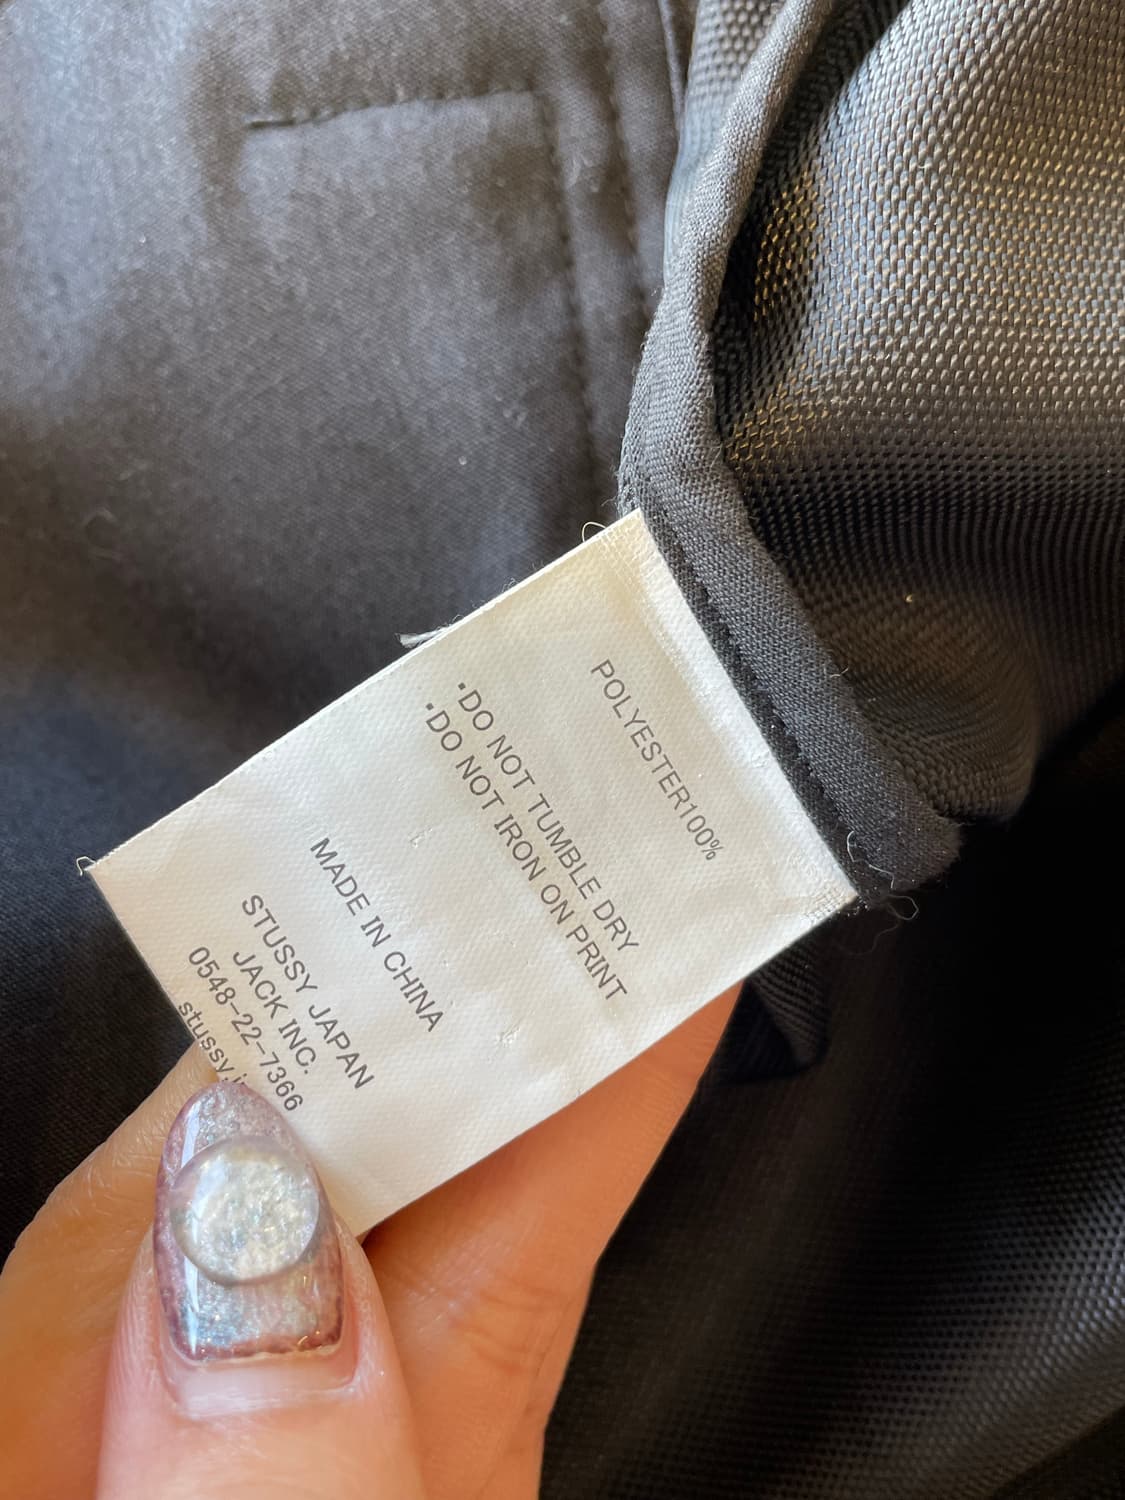 POLYESTER100%
·DO NOT TUMBLE DRY
·DO NOT IRON ON PRINT
MADE IN CHINA
STUSSY JAPAN
JACK INC.
0548-22-7366
stussy.